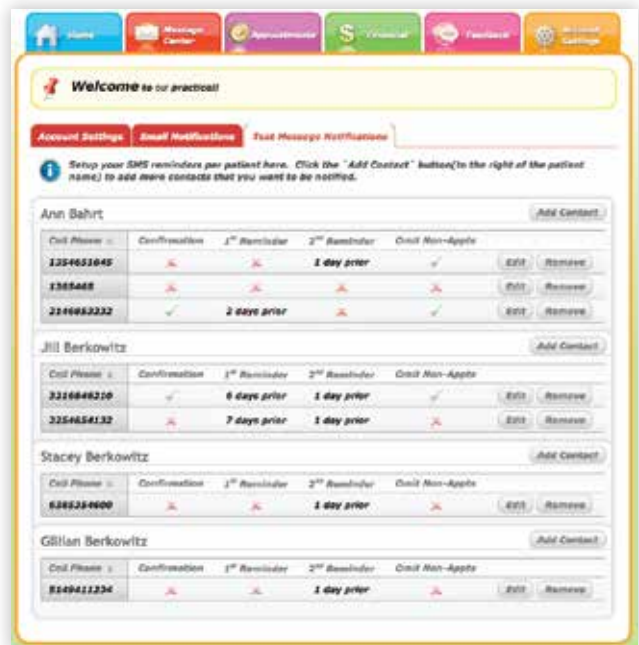 Home Message Center Appointments $ Financial Feedback Account Settings
Welcome to our practice!!
Account Settings Email Notifications Text Message Notifications
Setup your SMS reminders per patient here. Click the "Add Contact" button(to the right of the patient
name) to add more contacts that you want to be notified.
Ann Bahrt Add Contact
Cell Phone Confirmation 1st Reminder 2nd Reminder Omit Non-Appts
1354651645 1 day prior Edit Remove
1365465 Edit Remove
2 days prior Edit Remove
Jill Berkowitz Add Contact
Cell Phone Confirmation 1st Reminder 2nd Reminder Omit Non-Appts
6 days prior 1 day prior Edit Remove
3254654132 7 days prior 1 day prior Edit Remove
Stacey Berkowitz Add Contact
Cell Phone Confirmation 1st Reminder 2nd Reminder Omit Non-Appts
1 day prior Edit Remove
Gillian Berkowitz Add Contact
Cell Phone Confirmation 1st Reminder 2nd Reminder Omit Non-Appts
5149411234 1 day prior Edit Remove